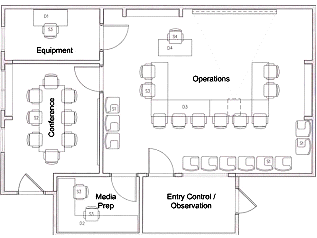 D1
S3
Equipment
S4
D4
Operations
S3
D3
S1
Conference
S2
S1
S1
Media
Prep
S3
D2
Entry Control /
Observation